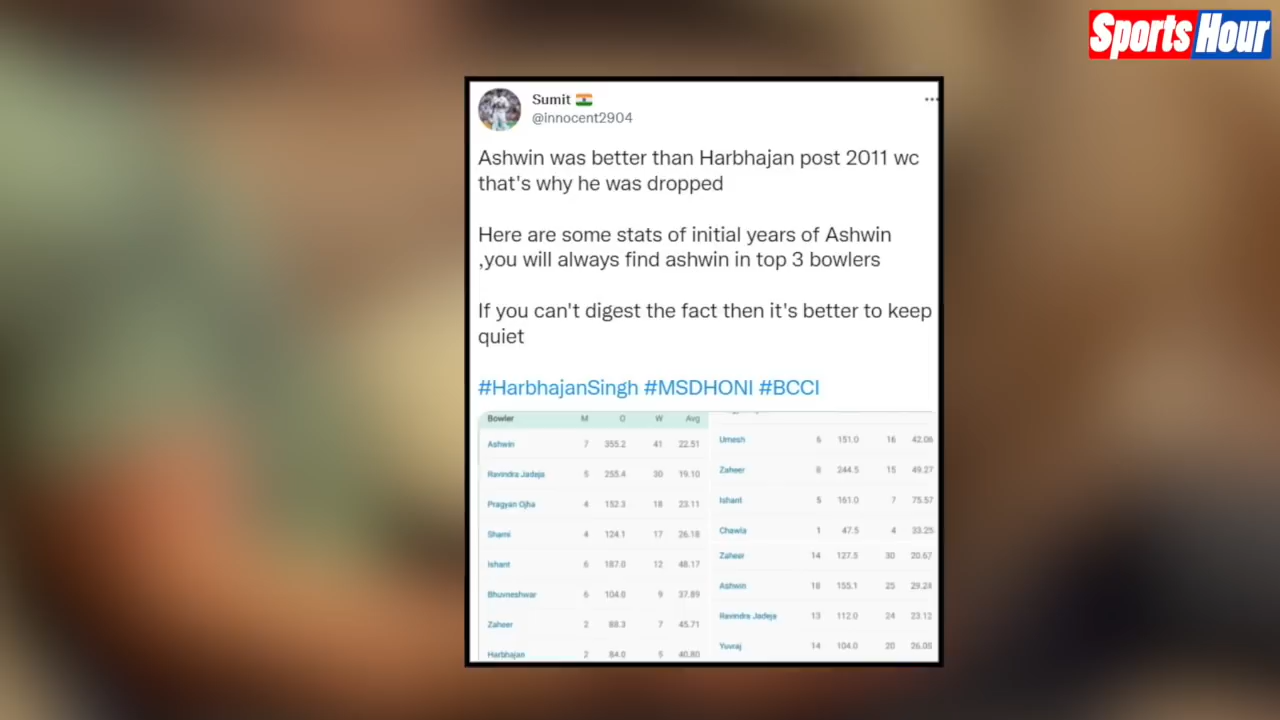 Sports Hour
Sumit
@innocent2904
Ashwin was better than Harbhajan post 2011 wc
that's why he was dropped
Here are some stats of initial years of Ashwin
,you will always find ashwin in top 3 bowlers
If you can't digest the fact then it's better to keep
quiet
#HarbhajanSingh #MSDHONI #BCCI
Bowler M O W Avg
Ashwin 7 355.2 41 22.51
Ravindra Jadeja 5 255.4 30 19.10
Pragyan Ojha 4 152.3 18 23.11
Shami 4 124.1 17 26.18
Ishant 6 187.0 12 48.17
Bhuvneshwar 6 104.0 9 37.89
Zaheer 2 88.3 7 45.71
Harbhajan 2 84.0 5 40.80
Umesh 6 151.0 16 42.06
Zaheer 8 244.5 15 49.27
Ishant 5 161.0 7 75.57
Chawla 1 47.5 4 33.25
Zaheer 14 127.5 30 20.67
Ashwin 18 155.1 25 29.24
Ravindra Jadeja 13 112.0 24 23.12
Yuvraj 14 104.0 20 26.05